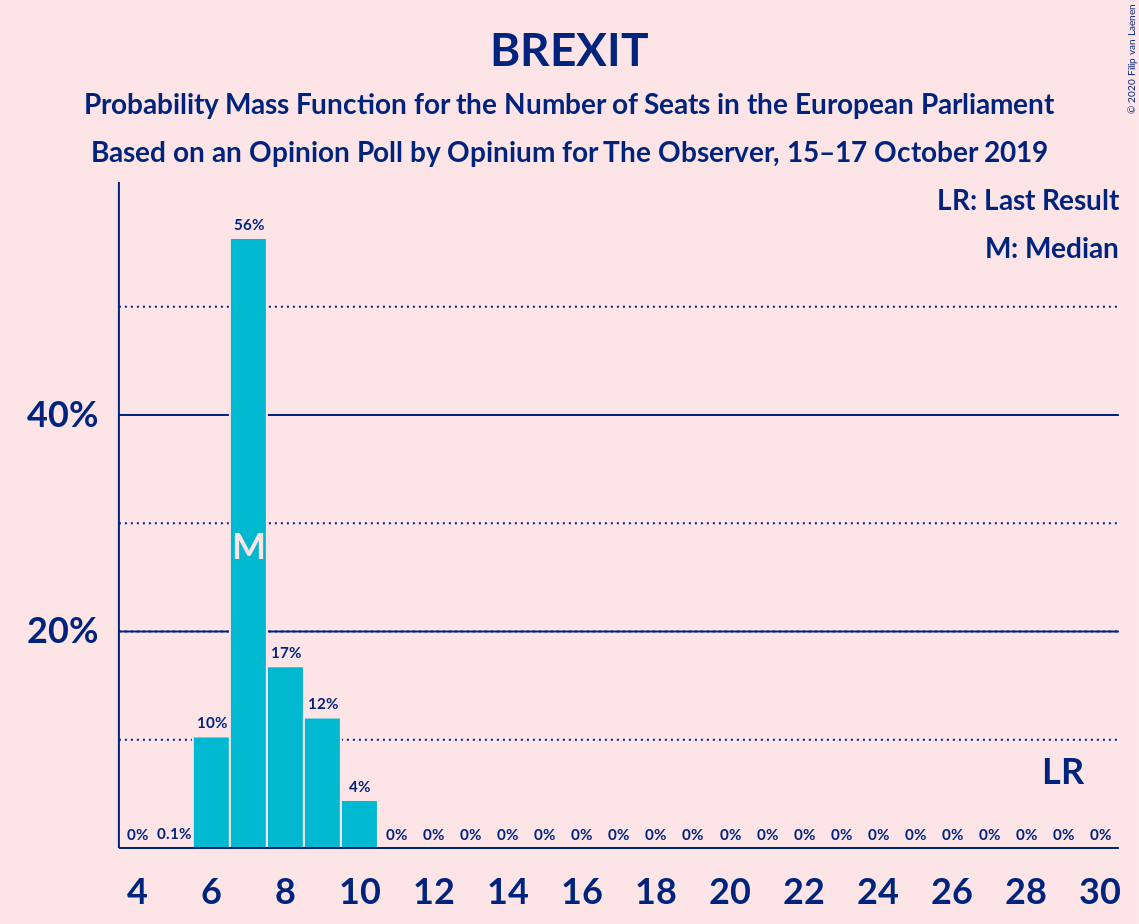 BREXIT
Probability Mass Function for the Number of Seats in the European Parliament
Based on an Opinion Poll by Opinium for The Observer, 15–17 October 2019
© 2020 Filip van Laenen
LR: Last Result
M: Median
56%
40%
M
20%
17%
12%
10%
LR
4%
0% 0.1% 0% 0% 0% 0% 0% 0% 0% 0% 0% 0% 0% 0% 0% 0% 0% 0% 0% 0% 0% 0%
4 6 8 10 12 14 16 18 20 22 24 26 28 30